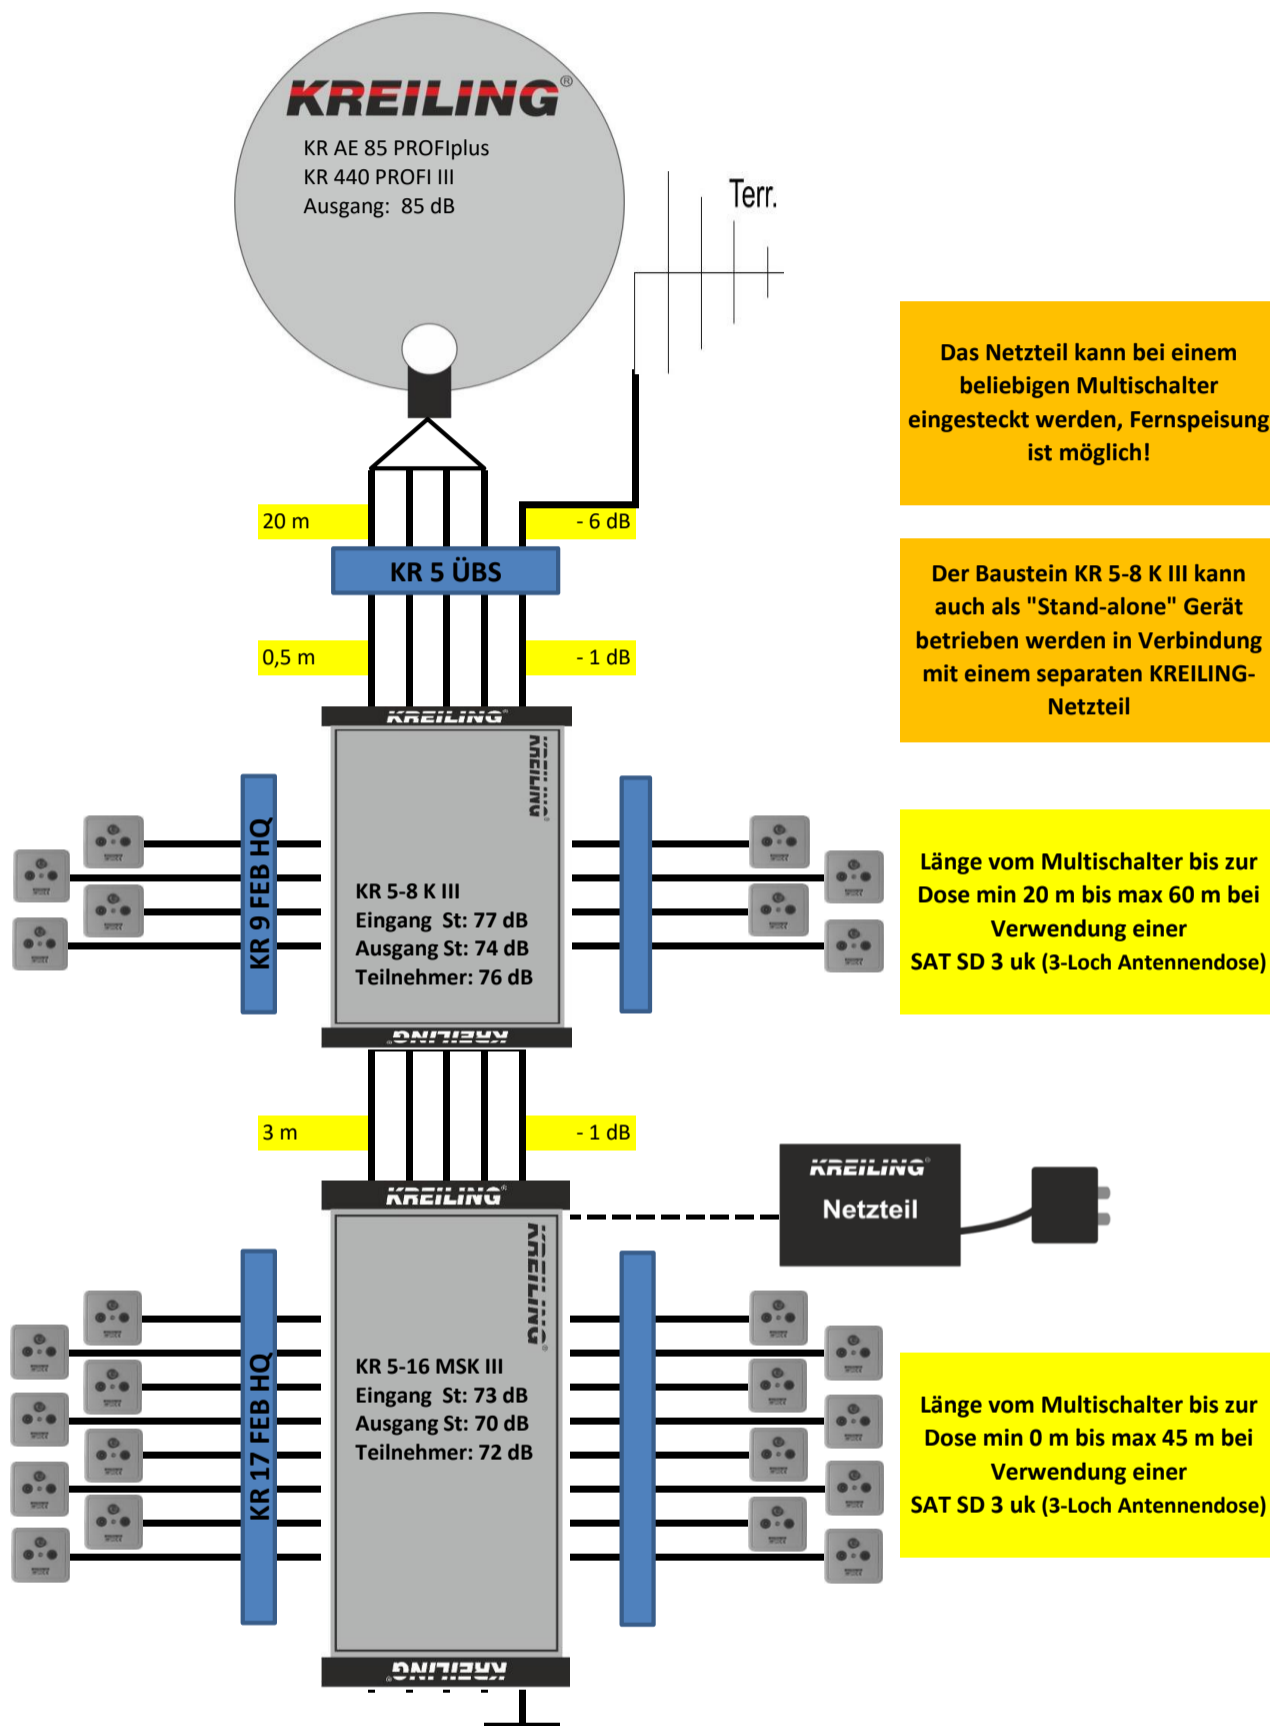 KREILING®
KR AE 85 PROFIplus
KR 440 PROFI III
Ausgang: 85 dB
Terr.
Das Netzteil kann bei einem
beliebigen Multischalter
eingesteckt werden, Fernspeisung
ist möglich!
20 m
- 6 dB
KR 5 ÜBS
Der Baustein KR 5-8 K III kann
auch als "Stand-alone" Gerät
betrieben werden in Verbindung
mit einem separaten KREILING-
Netzteil
0,5 m
- 1 dB
KREILING®
KREILING®
KR 9 FEB HQ
KR 5-8 K III
Eingang St: 77 dB
Ausgang St: 74 dB
Teilnehmer: 76 dB
KREILING®
Länge vom Multischalter bis zur
Dose min 20 m bis max 60 m bei
Verwendung einer
SAT SD 3 uk (3-Loch Antennendose)
3 m
- 1 dB
KREILING®
KREILING®
Netzteil
KREILING®
KR 17 FEB HQ
KR 5-16 MSK III
Eingang St: 73 dB
Ausgang St: 70 dB
Teilnehmer: 72 dB
KREILING®
Länge vom Multischalter bis zur
Dose min 0 m bis max 45 m bei
Verwendung einer
SAT SD 3 uk (3-Loch Antennendose)